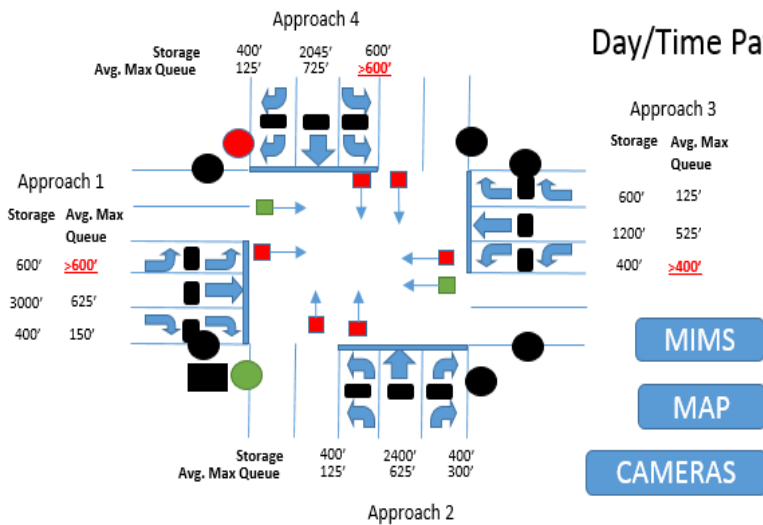 Approach 4
Storage 400' 2045' 600'
Avg. Max Queue 125' 725' >600'
Day/Time Pa
Approach 3
Storage Avg. Max
Queue
600' 125'
1200' 525'
400' >400'
Approach 1
Storage Avg. Max
Queue
600' >600'
3000' 625'
400' 150'
MIMS
MAP
CAMERAS
Storage 400' 2400' 400'
Avg. Max Queue 125' 625' 300'
Approach 2